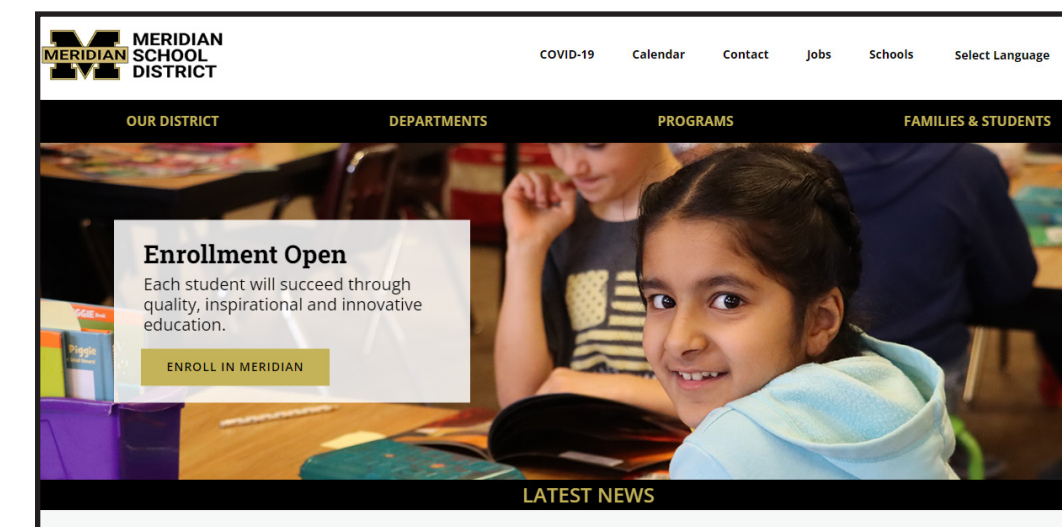 MERIDIAN
MERIDIAN
SCHOOL
DISTRICT
COVID-19 Calendar Contact Jobs Schools Select Language
OUR DISTRICT DEPARTMENTS PROGRAMS FAMILIES & STUDENTS
Enrollment Open
Each student will succeed through
quality, inspirational and innovative
education.
ENROLL IN MERIDIAN
Piggie
LATEST NEWS